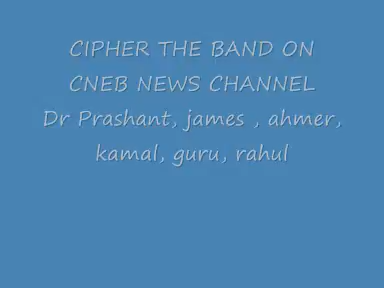 CIPHER THE BAND ON
CNEB NEWS CHANNEL
Dr Prashant, james , ahmer,
kamal, guru, rahul